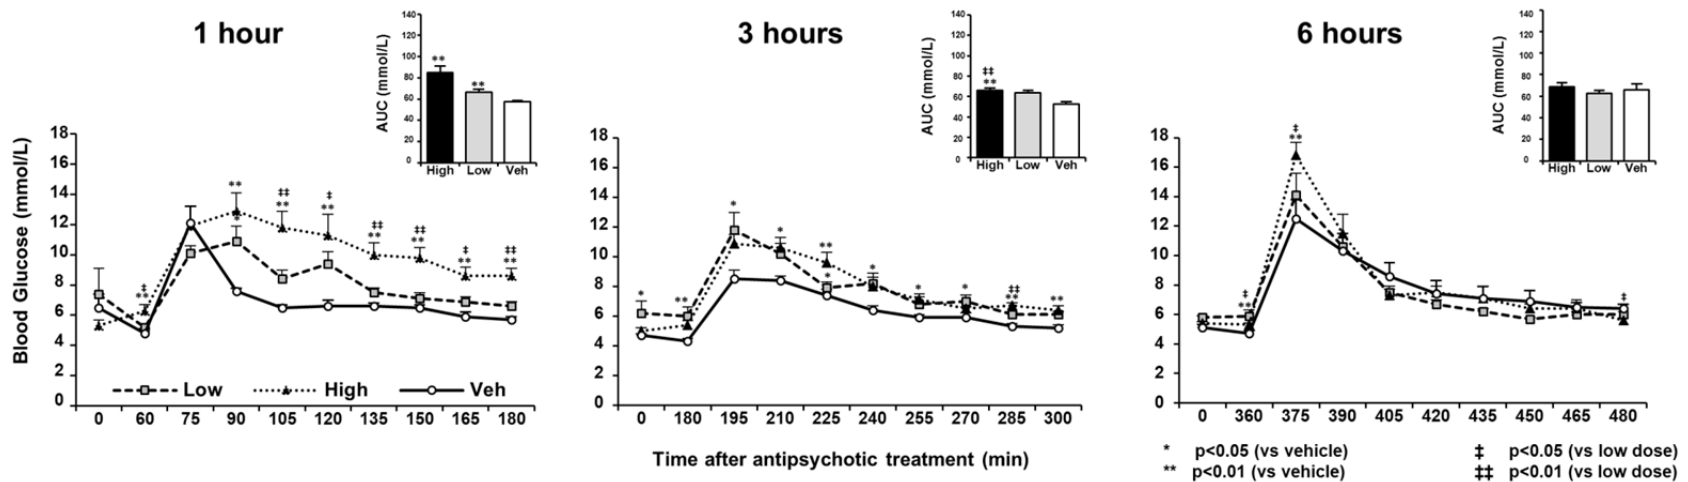 1 hour
3 hours
6 hours
Blood Glucose (mmol/L)
18
16
14
12
10
8
6
4
2
0
0 60 75 90 105 120 135 150 165 180
Low High Veh
** ‡ ** * ‡‡ ** ‡ ** ‡‡ ** ‡‡ ** ‡ ** ‡‡ **
AUC (mmol/L)
140
120
100
80
60
40
20
0
** **
High Low Veh
18
16
14
12
10
8
6
4
2
0
0 180 195 210 225 240 255 270 285 300
* ** * * ** * * * * ‡‡ ** **
AUC (mmol/L)
140
120
100
80
60
40
20
0
‡‡
**
High Low Veh
18
16
14
12
10
8
6
4
2
0
0 360 375 390 405 420 435 450 465 480
‡ ** ‡ ** ‡
AUC (mmol/L)
140
120
100
80
60
40
20
0
High Low Veh
Time after antipsychotic treatment (min)
* p<0.05 (vs vehicle)
** p<0.01 (vs vehicle)
‡ p<0.05 (vs low dose)
‡‡ p<0.01 (vs low dose)